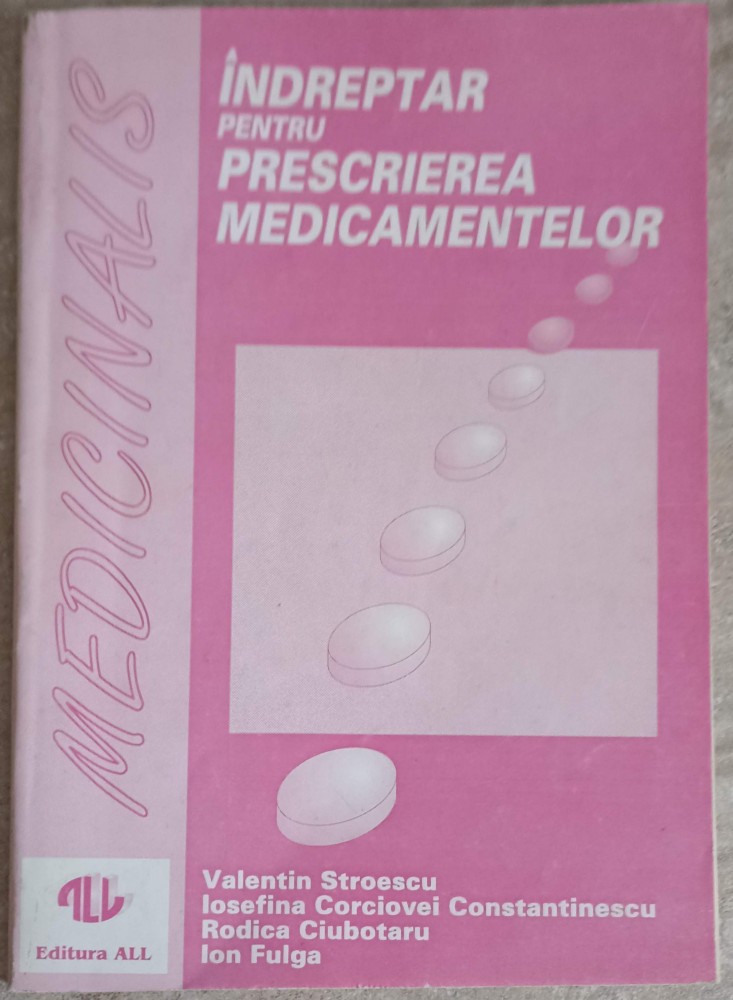 MEDICINALIS
ÎNDREPTAR
PENTRU
PRESCRIEREA
MEDICAMENTELOR
Valentin Stroescu
Iosefina Corciovei Constantinescu
Rodica Ciubotaru
Ion Fulga
ALL
Editura ALL